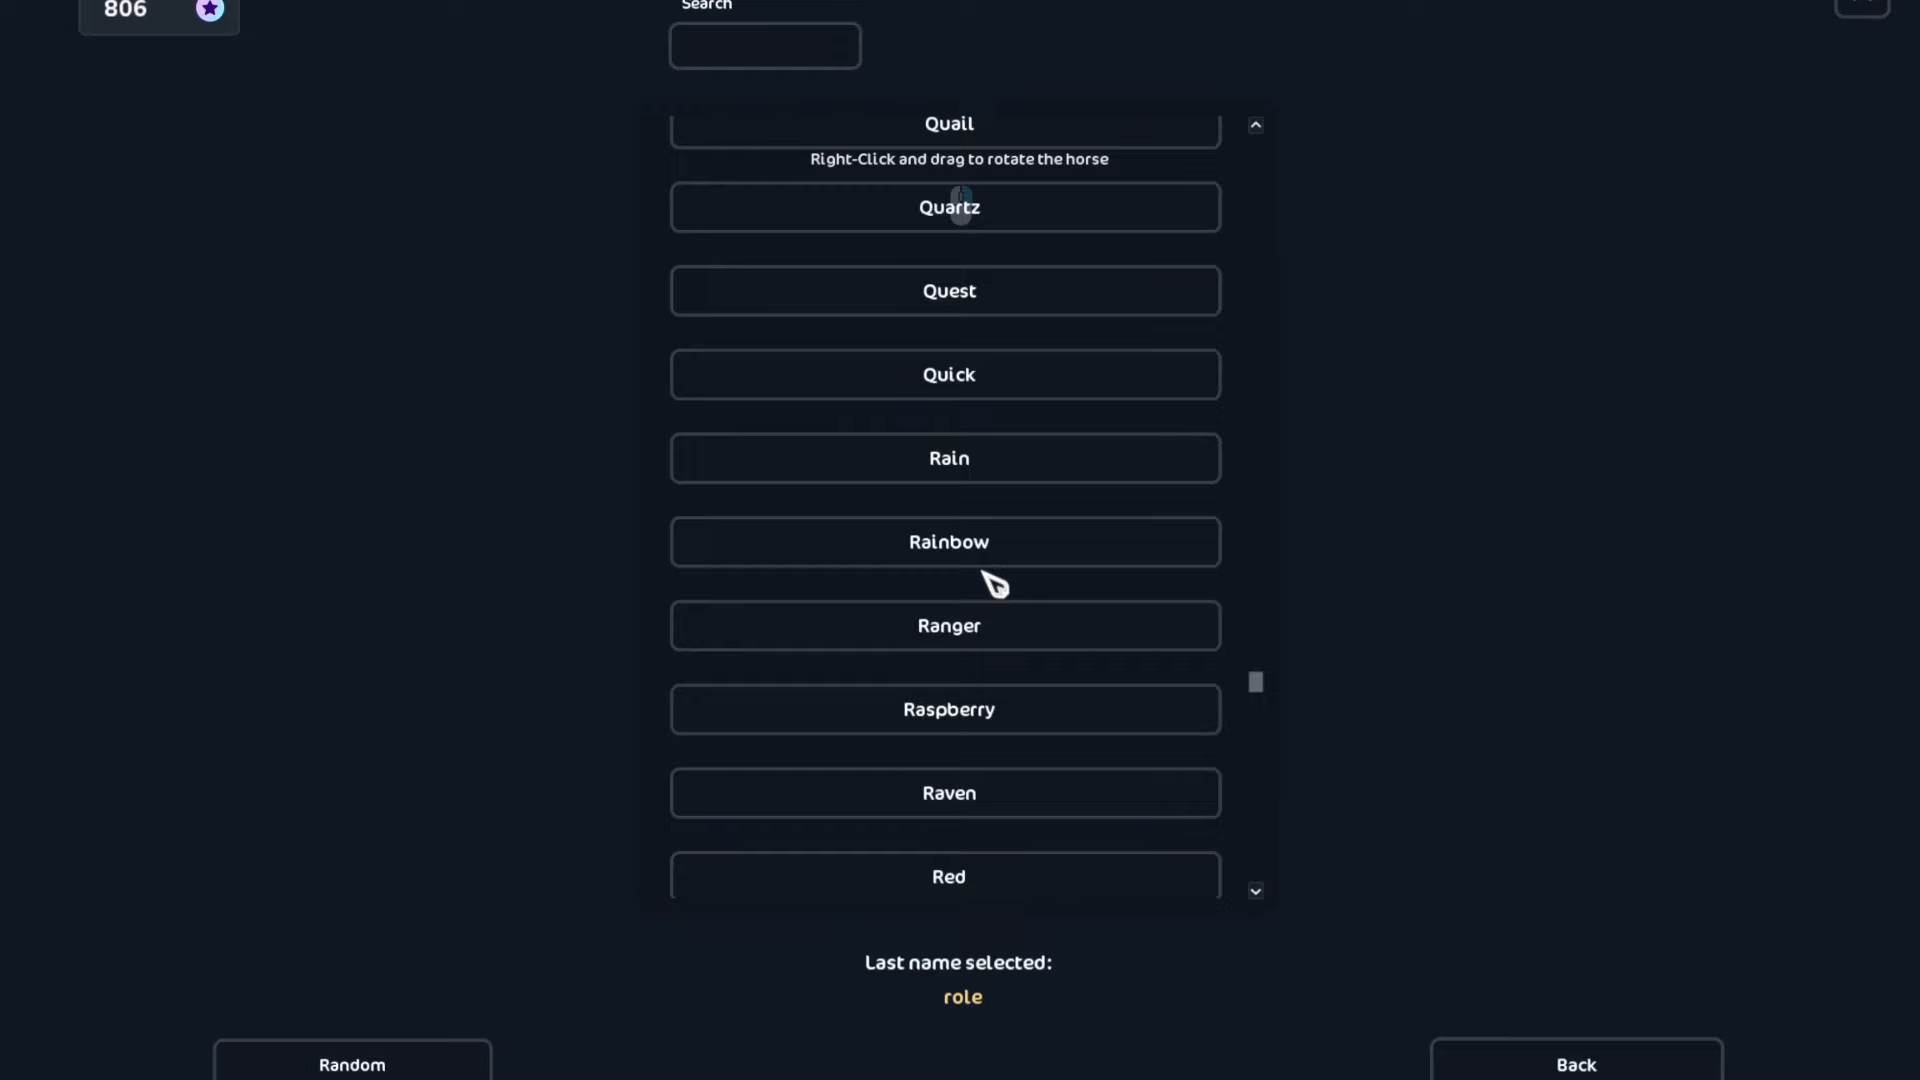 806
Search
Quail
Right-Click and drag to rotate the horse
Quartz
Quest
Quick
Rain
Rainbow
Ranger
Raspberry
Raven
Red
Last name selected:
role
Random
Back